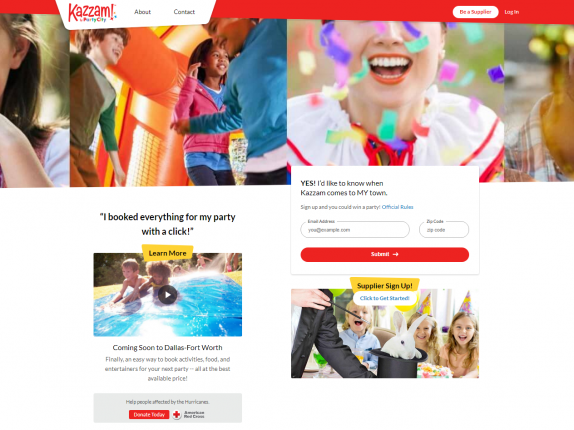 Kazzam!
by PartyCity
About
Contact
Be a Supplier
Log In
YES! I'd like to know when
Kazzam comes to MY town.
Sign up and you could win a party! Official Rules
Email Address
you@example.com
Zip Code
zip code
Submit →
“I booked everything for my party
with a click!”
Learn More
Coming Soon to Dallas-Fort Worth
Finally, an easy way to book activities, food, and
entertainers for your next party -- all at the best
available price!
Help people affected by the Hurricanes
Donate Today
American
Red Cross
Supplier Sign Up!
Click to Get Started!